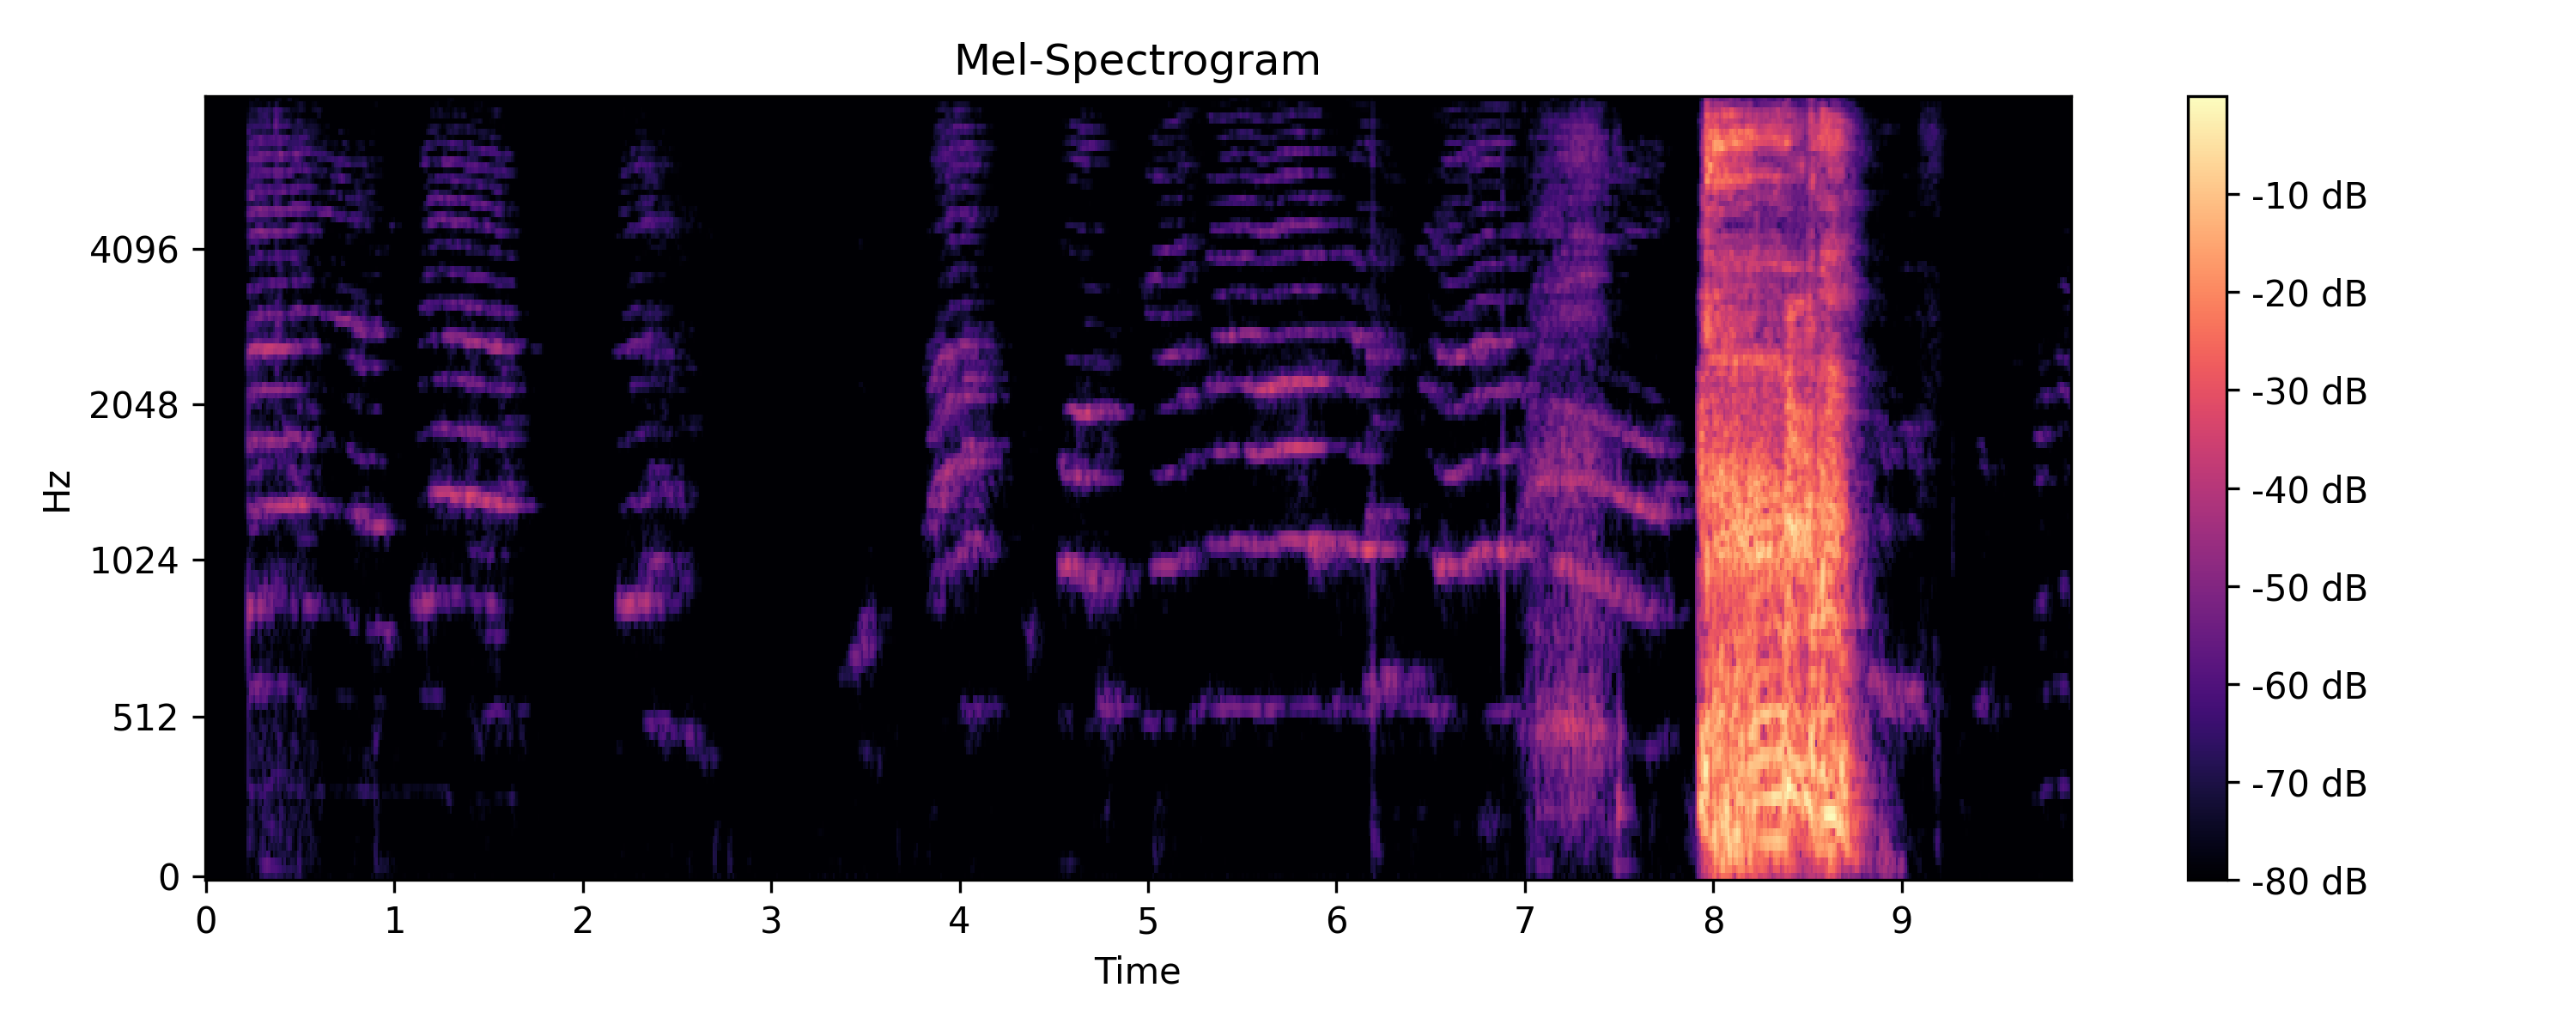 Mel-Spectrogram
Hz
4096
2048
1024
512
0
0 1 2 3 4 5 6 7 8 9
Time
-10 dB
-20 dB
-30 dB
-40 dB
-50 dB
-60 dB
-70 dB
-80 dB